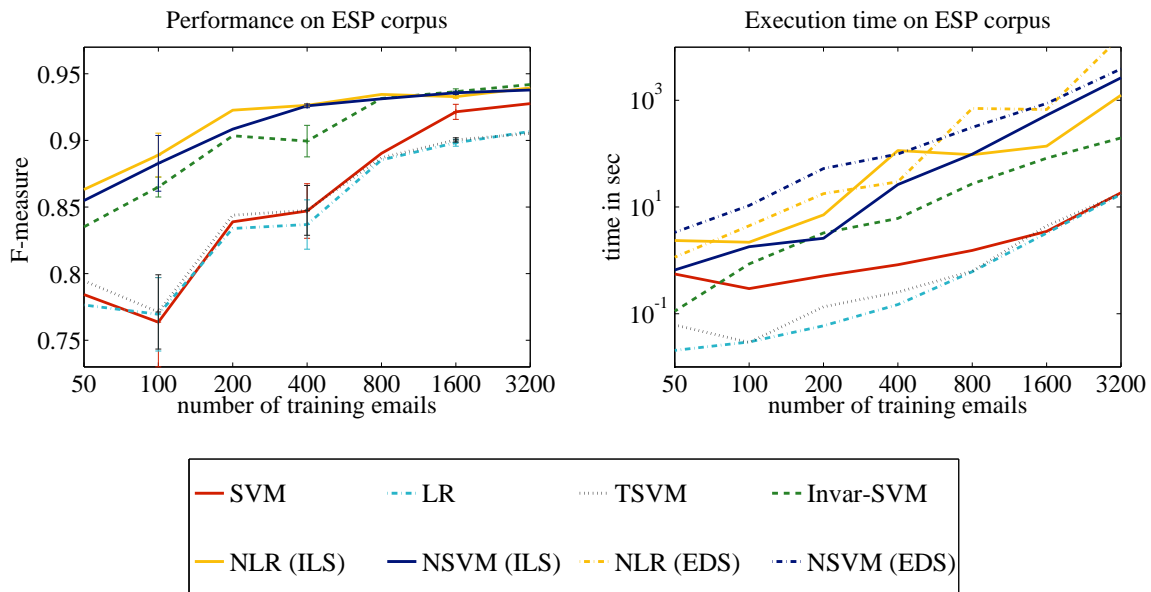 Performance on ESP corpus
F-measure
0.95
0.9
0.85
0.8
0.75
50 100 200 400 800 1600 3200
number of training emails
Execution time on ESP corpus
time in sec
10^3
10^1
10^-1
50 100 200 400 800 1600 3200
number of training emails
SVM LR TSVM Invar-SVM
NLR (ILS) NSVM (ILS) NLR (EDS) NSVM (EDS)